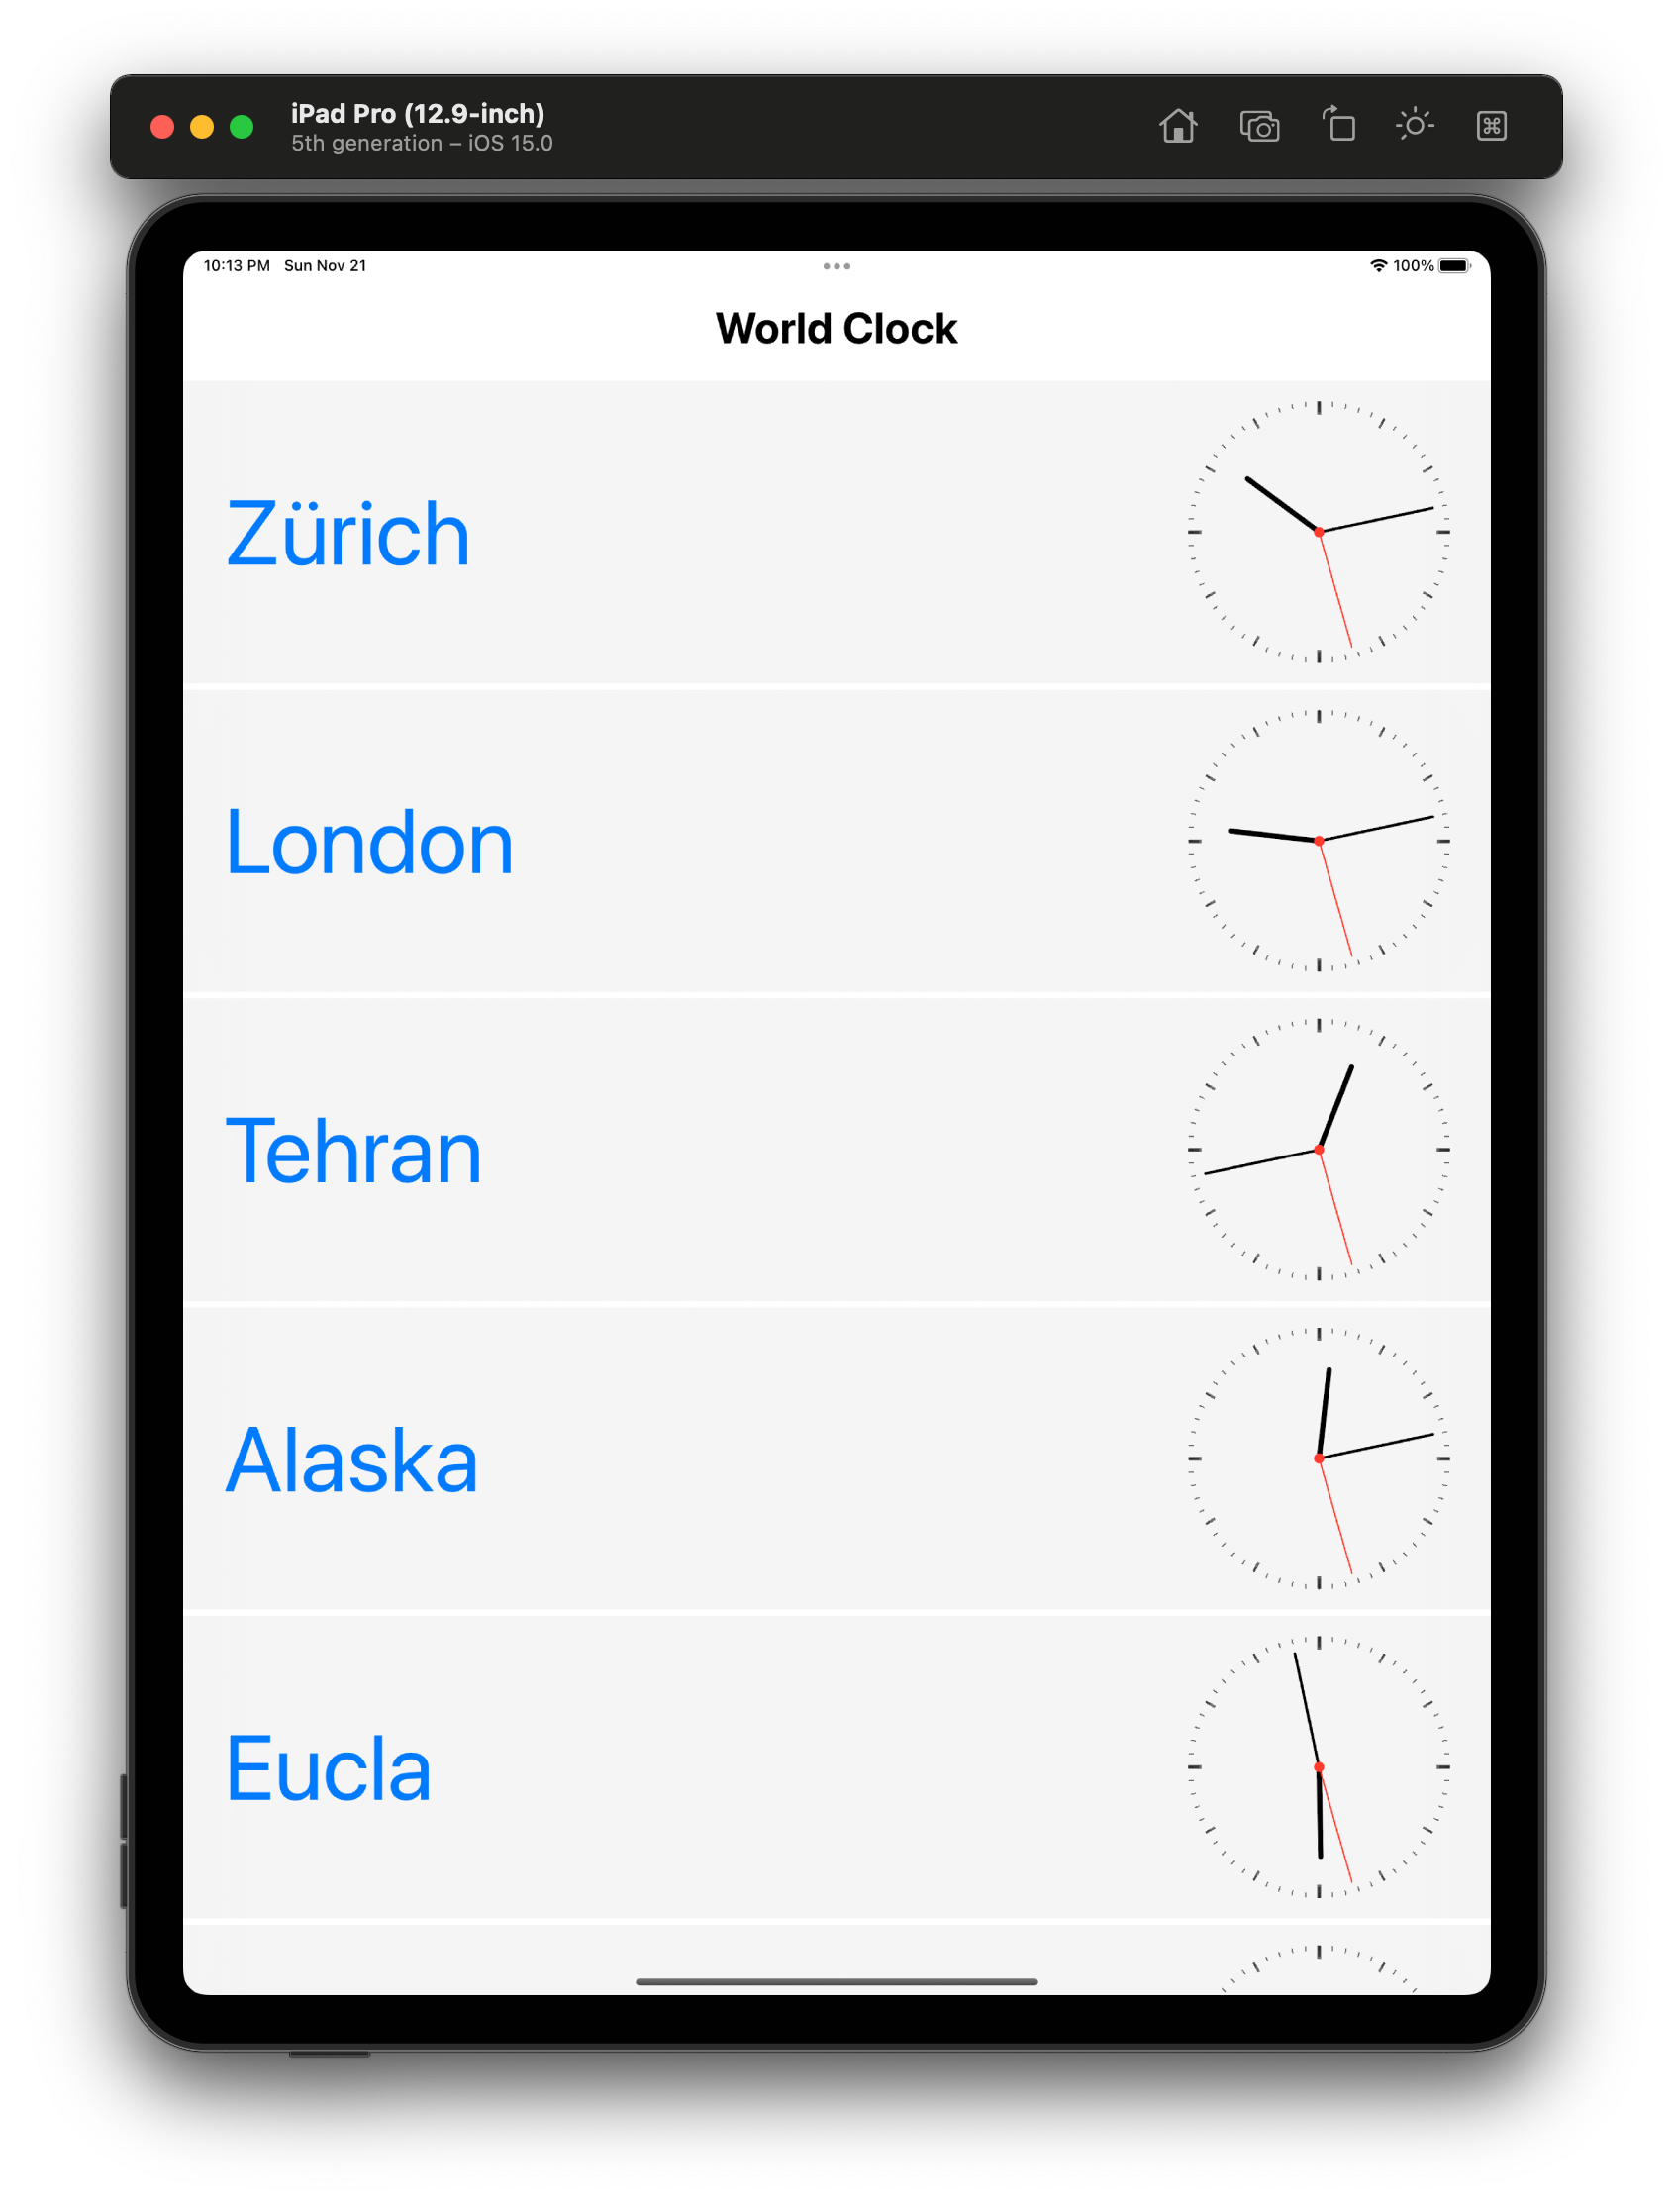 iPad Pro (12.9-inch)
5th generation – iOS 15.0
10:13 PM Sun Nov 21
100%
World Clock
Zürich
London
Tehran
Alaska
Eucla